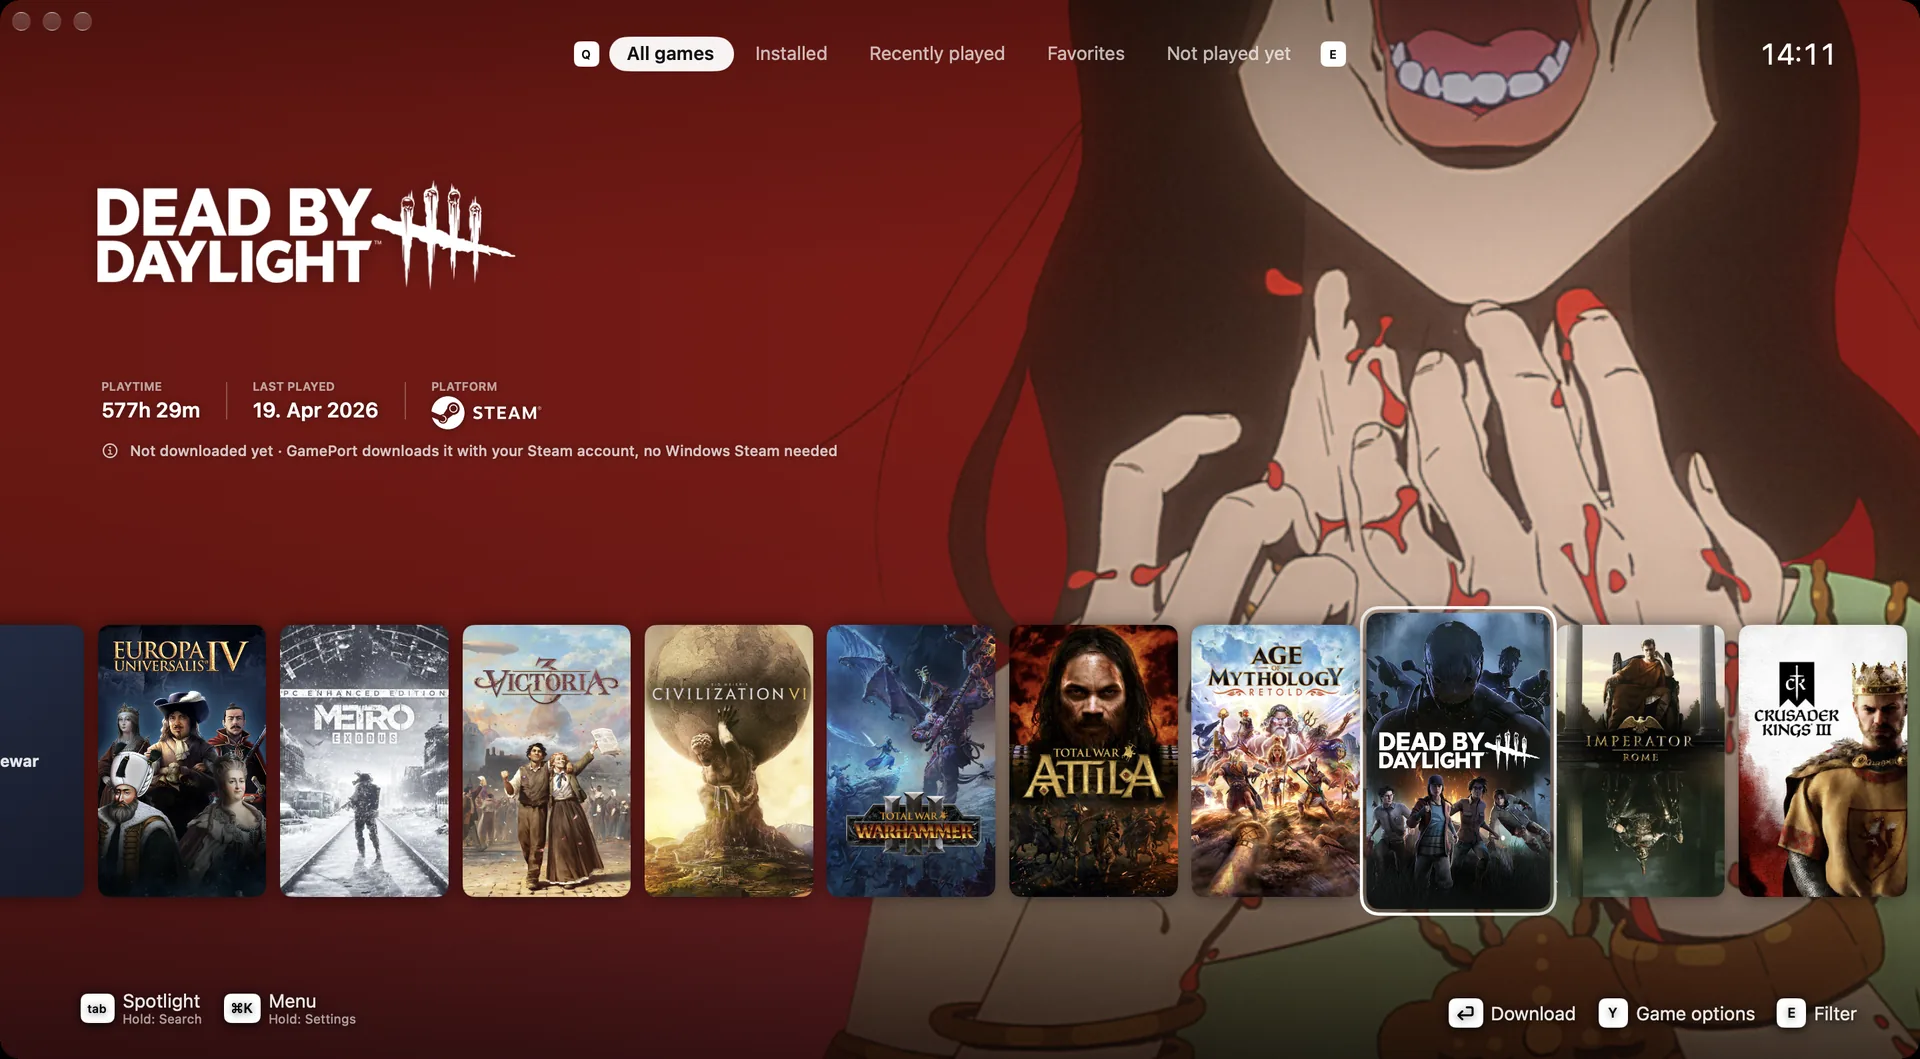 Q All games Installed Recently played Favorites Not played yet E
14:11
DEAD BY
DAYLIGHT™
PLAYTIME
577h 29m
LAST PLAYED
19. Apr 2026
PLATFORM
STEAM®
Not downloaded yet · GamePort downloads it with your Steam account, no Windows Steam needed
ewar
EUROPA
UNIVERSALIS IV
PC ENHANCED EDITION
METRO
EXODUS
3
VICTORIA
SID MEIER'S
CIVILIZATION VI
TOTAL WAR
WARHAMMER
III
TOTAL WAR
ATTILA
AGE
OF
MYTHOLOGY
RETOLD
DEAD BY
DAYLIGHT
IMPERATOR
ROME
CK
CRUSADER
KINGS III
tab Spotlight
Hold: Search
⌘K Menu
Hold: Settings
Download
Y Game options
E Filter